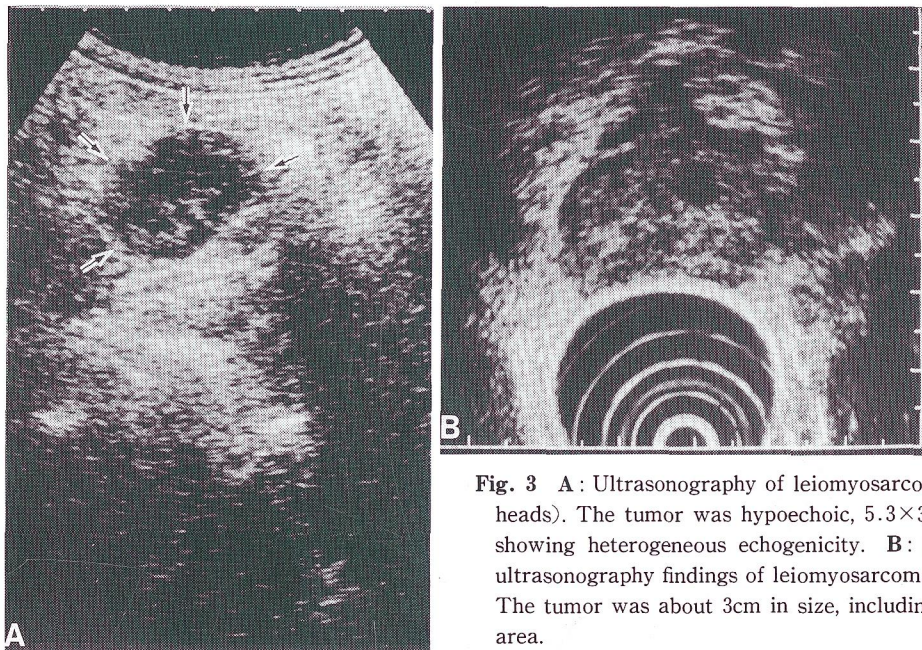 A
B
Fig. 3 A: Ultrasonography of leiomyosarco
heads). The tumor was hypoechoic, 5.3×3
showing heterogeneous echogenicity. B:
ultrasonography findings of leiomyosarcom
The tumor was about 3cm in size, includin
area.